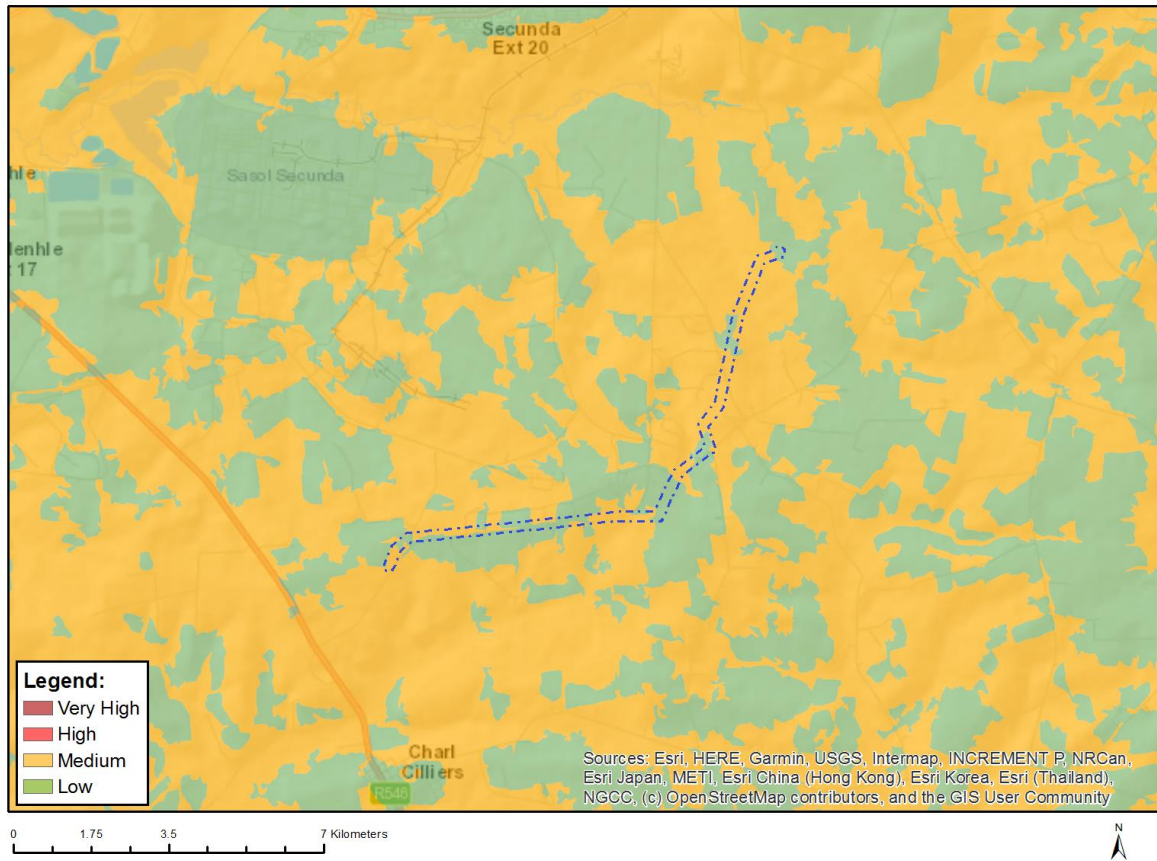 Secunda
Ext 20
hle
Sasol Secunda
lenhle
17
Legend:
Very High
High
Medium
Low
Charl
Cilliers
R546
Sources: Esri, HERE, Garmin, USGS, Intermap, INCREMENT P, NRCan,
Esri Japan, METI, Esri China (Hong Kong), Esri Korea, Esri (Thailand),
NGCC, (c) OpenStreetMap contributors, and the GIS User Community
0 1.75 3.5 7 Kilometers
N